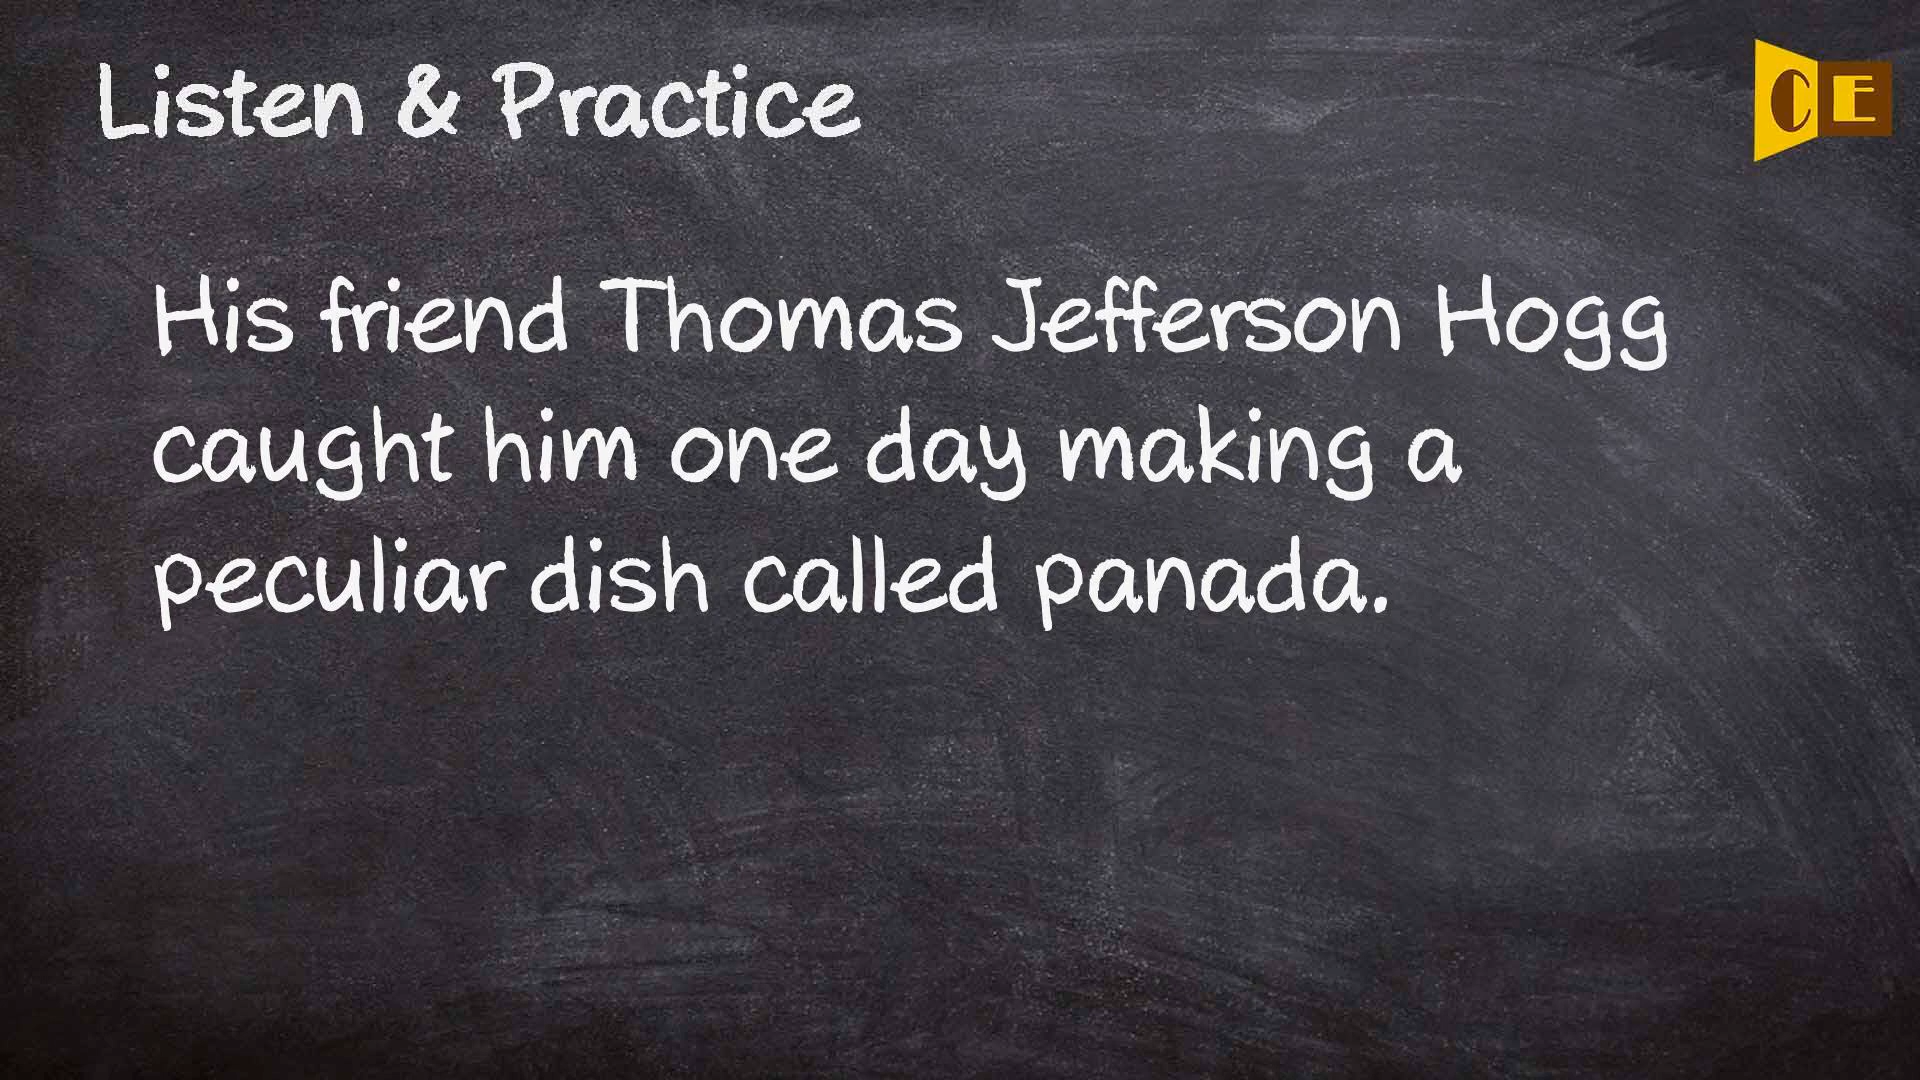 Listen & Practice
CE
His friend Thomas Jefferson Hogg
caught him one day making a
peculiar dish called panada.